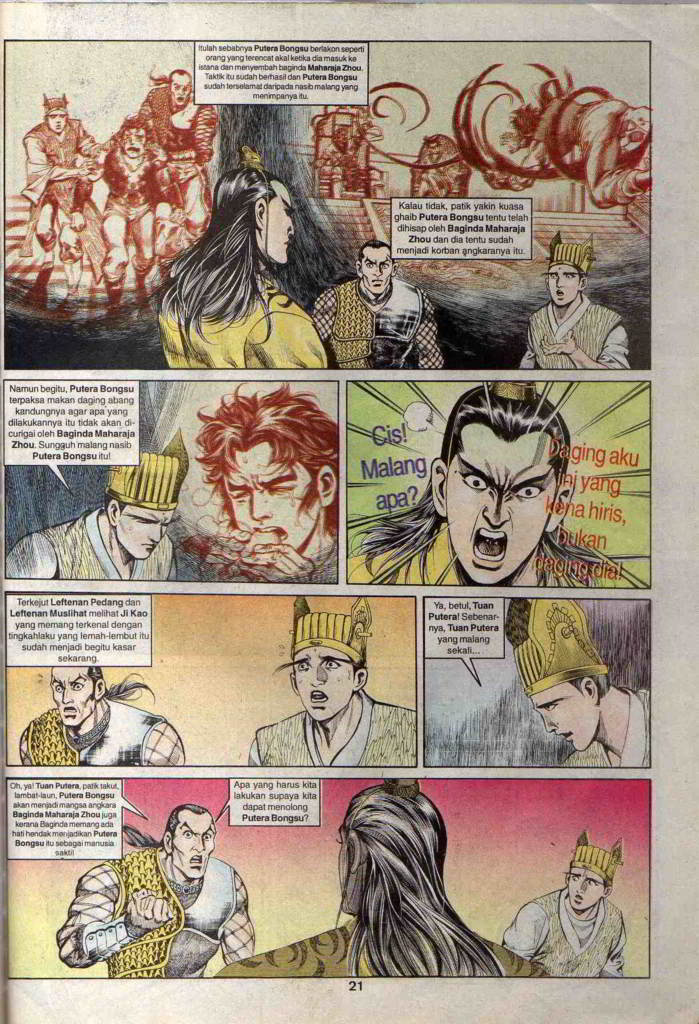 Itulah sebabnya Putera Bongsu berlakon seperti
orang yang terencat akal ketika dia masuk ke
istana dan menyembah baginda Maharaja Zhou.
Taktik itu sudah berhasil dan Putera Bongsu
sudah terselamat daripada nasib malang yang
menimpanya itu.
Kalau tidak, patik yakin kuasa
ghaib Putera Bongsu tentu telah
dihisap oleh Baginda Maharaja
Zhou dan dia tentu sudah
menjadi korban angkaranya itu.
Namun begitu, Putera Bongsu
terpaksa makan daging abang
kandungnya agar apa yang
dilakukannya itu tidak akan di-
curigai oleh Baginda Maharaja
Zhou. Sungguh malang nasib
Putera Bongsu itu!
Cis!
Malang
apa?
Daging aku
ini yang
kena hiris,
bukan
daging dia!
Terkejut Leftenan Pedang dan
Leftenan Muslihat melihat Ji Kao
yang memang terkenal dengan
tingkahlaku yang lemah-lembut itu
sudah menjadi begitu kasar
sekarang.
Ya, betul, Tuan
Putera! Sebenar-
nya, Tuan Putera
yang malang
sekali...
Oh, ya! Tuan Putera, patik takut,
lambat-laun, Putera Bongsu
akan menjadi mangsa angkara
Baginda Maharaja Zhou juga
kerana Baginda memang ada
hati hendak menjadikan Putera
Bongsu itu sebagai manusia
sakti!
Apa yang harus kita
lakukan supaya kita
dapat menolong
Putera Bongsu?
21